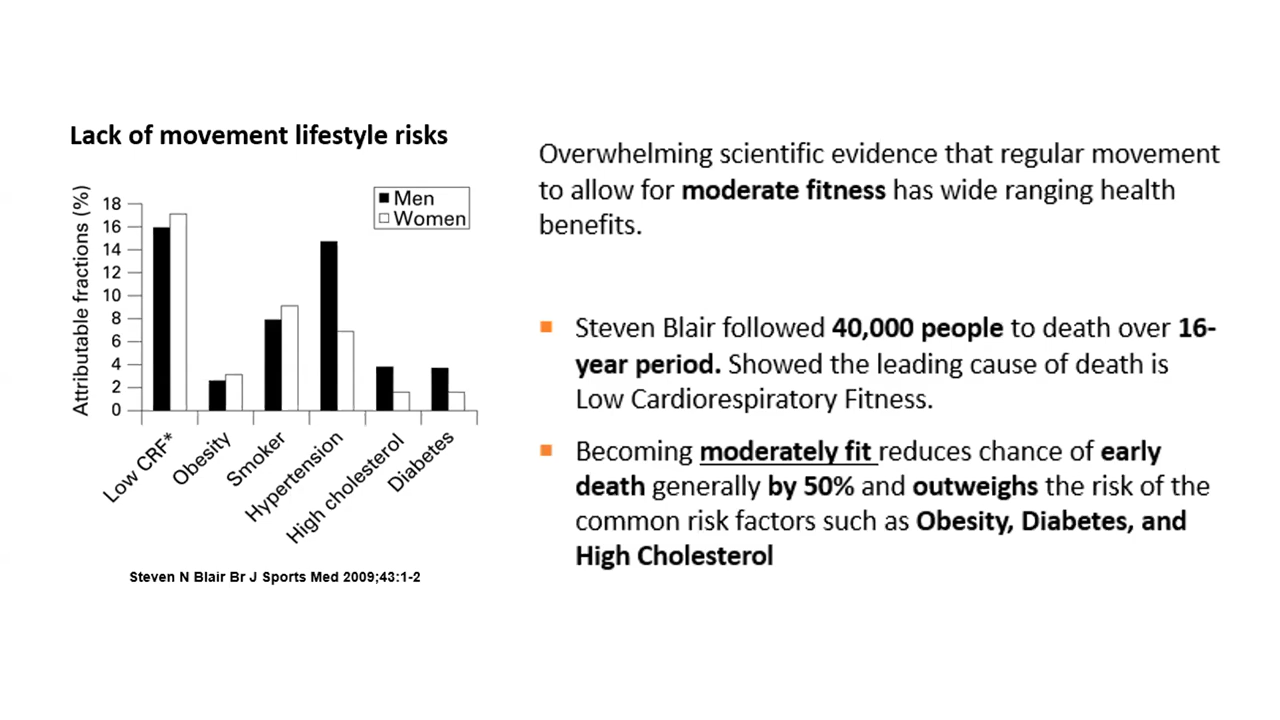 Lack of movement lifestyle risks
Attributable fractions (%)
18
16
14
12
10
8
6
4
2
0
Men
Women
Low CRF*
Obesity
Smoker
Hypertension
High cholesterol
Diabetes
Steven N Blair Br J Sports Med 2009;43:1-2
Overwhelming scientific evidence that regular movement
to allow for moderate fitness has wide ranging health
benefits.
Steven Blair followed 40,000 people to death over 16-
year period. Showed the leading cause of death is
Low Cardiorespiratory Fitness.
Becoming moderately fit reduces chance of early
death generally by 50% and outweighs the risk of the
common risk factors such as Obesity, Diabetes, and
High Cholesterol